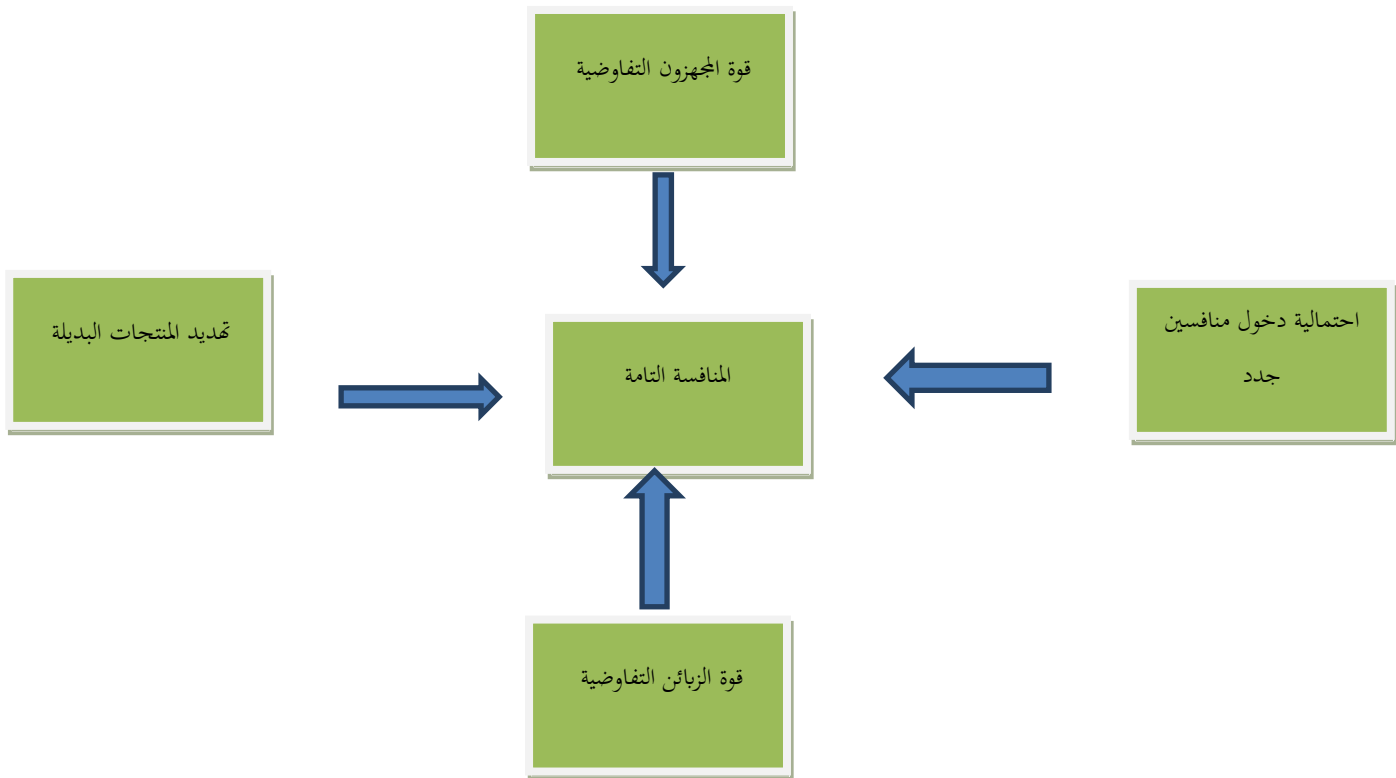 قوة المجهزون التفاوضية
احتمالية دخول منافسين
جدد
المنافسة التامة
تهديد المنتجات البديلة
قوة الزبائن التفاوضية